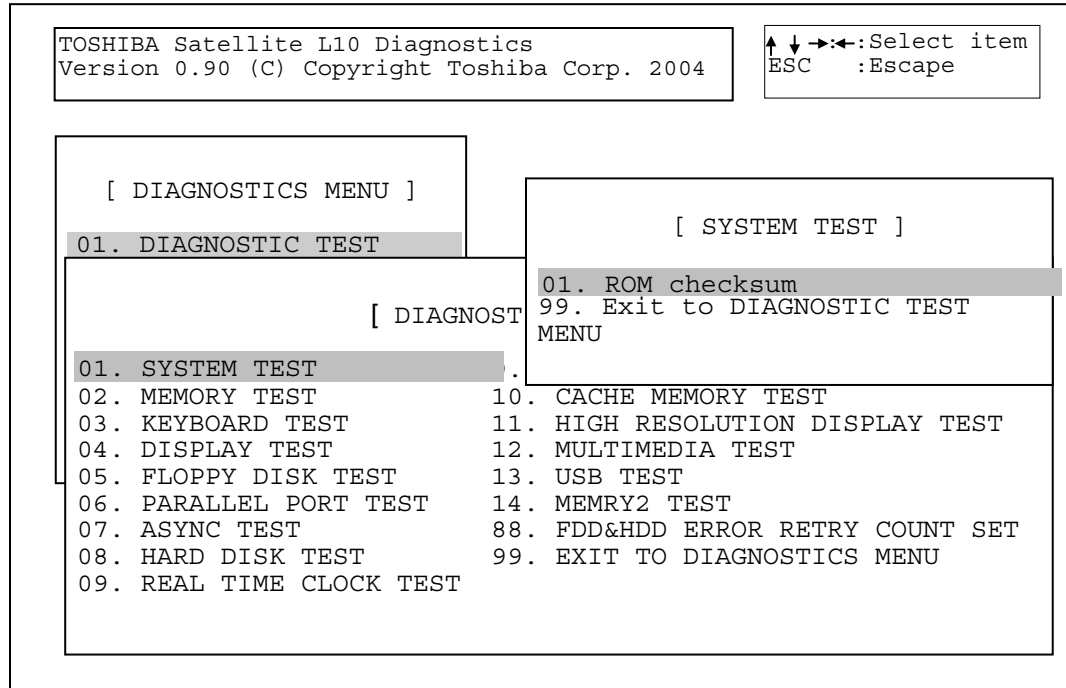 TOSHIBA Satellite L10 Diagnostics
Version 0.90 (C) Copyright Toshiba Corp. 2004
↑ ↓ →:←:Select item
ESC :Escape
[ DIAGNOSTICS MENU ]
01. DIAGNOSTIC TEST
[ SYSTEM TEST ]
01. ROM checksum
99. Exit to DIAGNOSTIC TEST
MENU
[ DIAGNOST
01. SYSTEM TEST
02. MEMORY TEST
03. KEYBOARD TEST
04. DISPLAY TEST
05. FLOPPY DISK TEST
06. PARALLEL PORT TEST
07. ASYNC TEST
08. HARD DISK TEST
09. REAL TIME CLOCK TEST
10. CACHE MEMORY TEST
11. HIGH RESOLUTION DISPLAY TEST
12. MULTIMEDIA TEST
13. USB TEST
14. MEMRY2 TEST
88. FDD&HDD ERROR RETRY COUNT SET
99. EXIT TO DIAGNOSTICS MENU